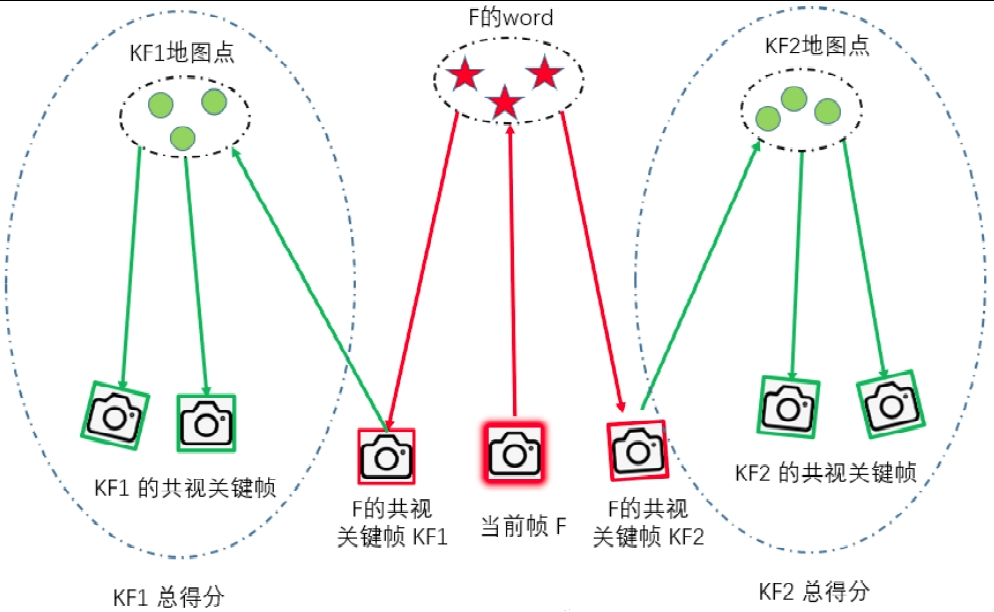 F的word
KF1地图点
KF2地图点
KF1 的共视关键帧
F的共视
关键帧 KF1
当前帧 F
F的共视
关键帧 KF2
KF2 的共视关键帧
KF1 总得分
KF2 总得分